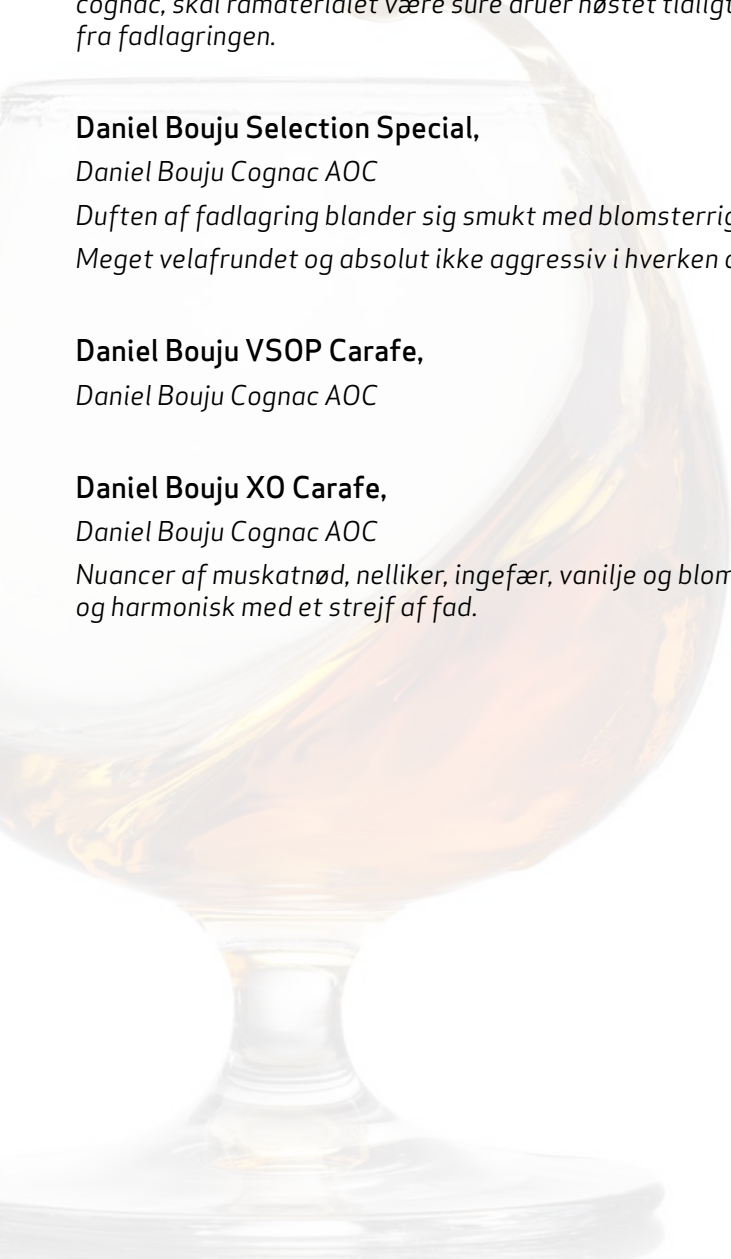 cognac, skal råmaterialet være sure druer høstet tidligt
fra fadlagringen.
Daniel Bouju Selection Special,
Daniel Bouju Cognac AOC
Duften af fadlagring blander sig smukt med
Meget velafrundet og absolut ikke aggressiv i hverken
Daniel Bouju VSOP Carafe,
Daniel Bouju Cognac AOC
Daniel Bouju XO Carafe,
Daniel Bouju Cognac AOC
Nuancer af muskatnød, nelliker, ingefær, vanilje og
og harmonisk med et strejf af fad.